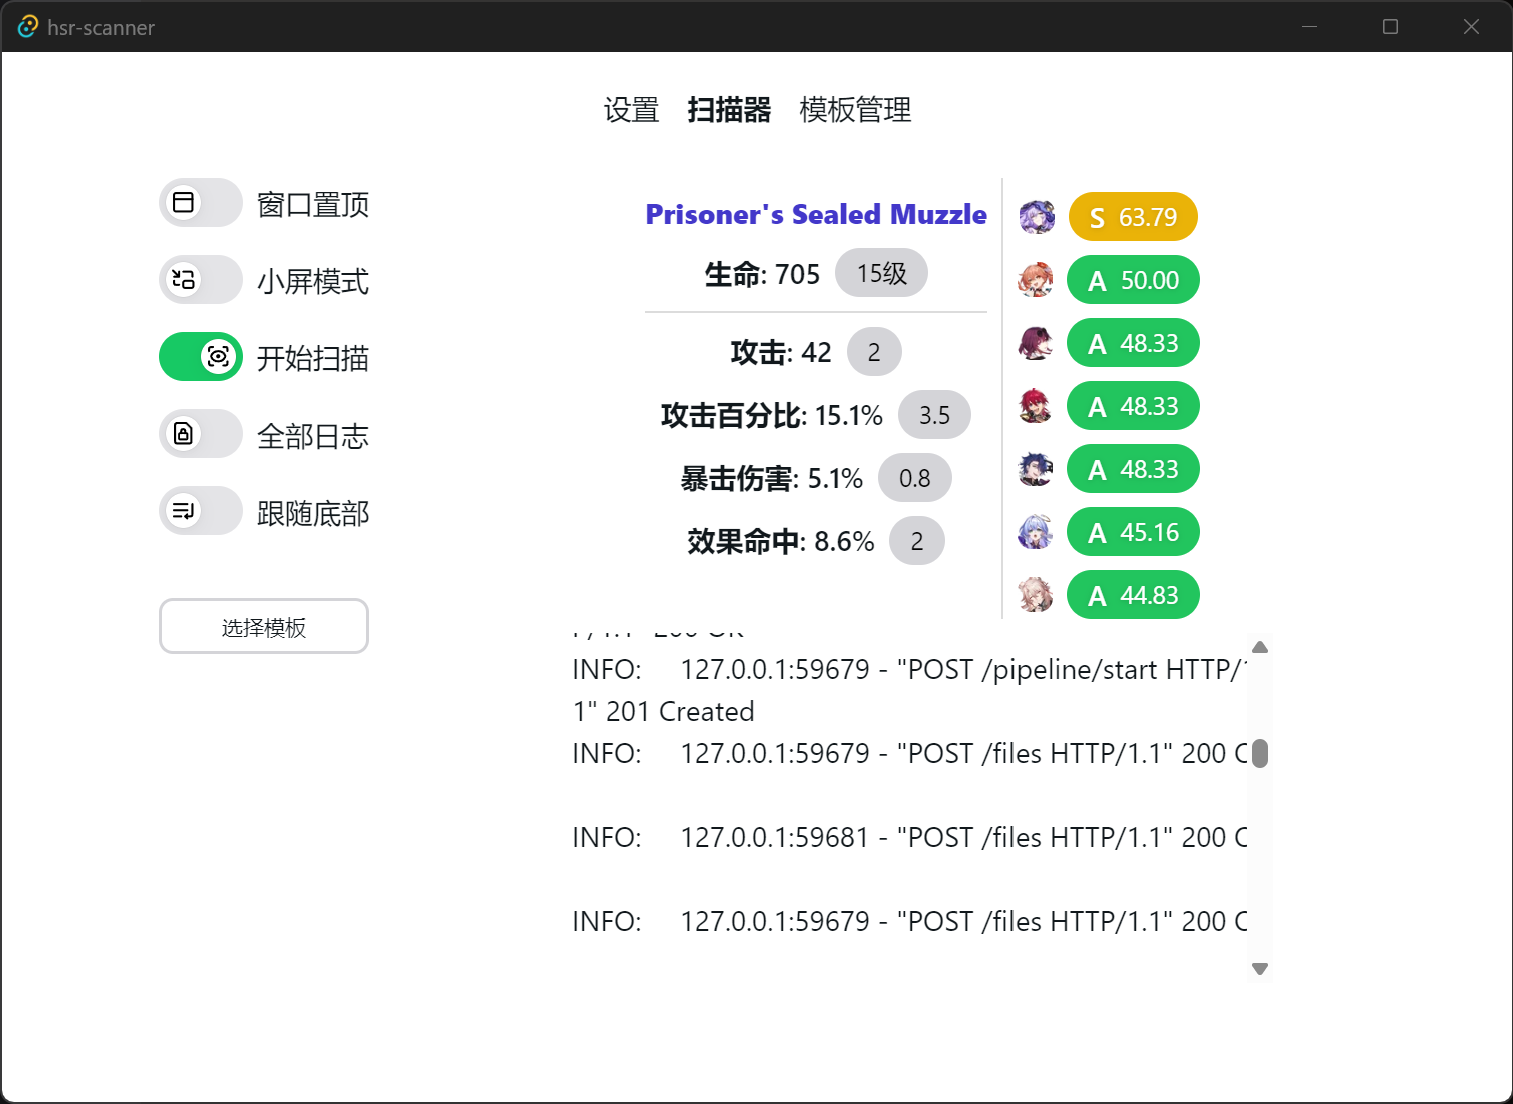 hsr-scanner
设置 扫描器 模板管理
窗口置顶
小屏模式
开始扫描
全部日志
跟随底部
选择模板
Prisoner's Sealed Muzzle
生命: 705 15级
攻击: 42 2
攻击百分比: 15.1% 3.5
暴击伤害: 5.1% 0.8
效果命中: 8.6% 2
S 63.79
A 50.00
A 48.33
A 48.33
A 48.33
A 45.16
A 44.83
INFO: 127.0.0.1:59679 - "POST /pipeline/start HTTP/1
1" 201 Created
INFO: 127.0.0.1:59679 - "POST /files HTTP/1.1" 200
INFO: 127.0.0.1:59681 - "POST /files HTTP/1.1" 200
INFO: 127.0.0.1:59679 - "POST /files HTTP/1.1" 200